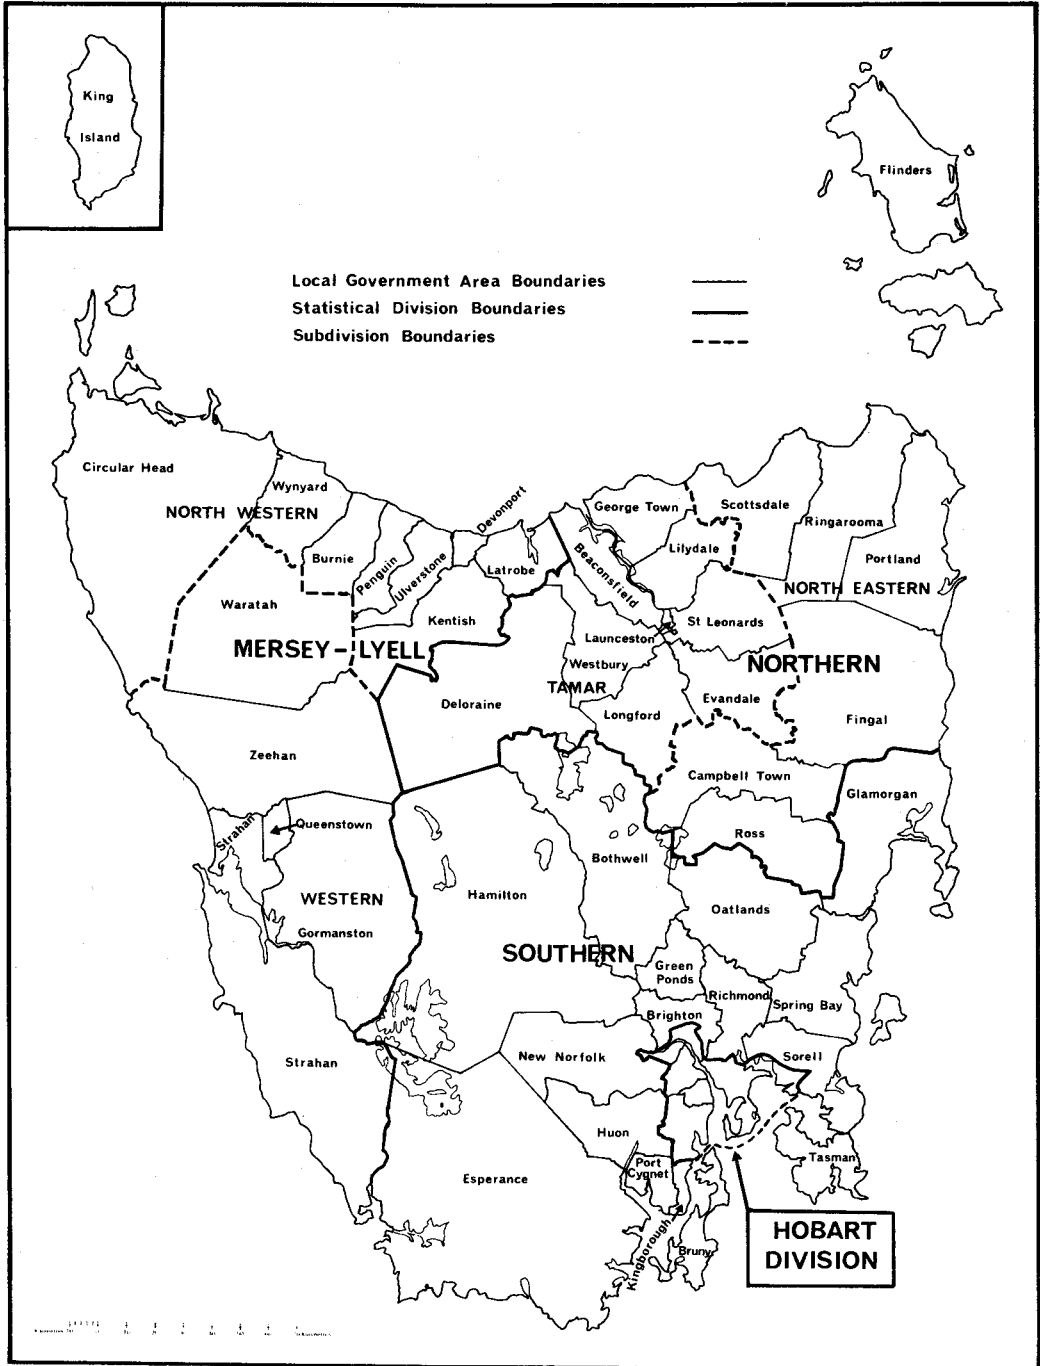 King
Island
Flinders
Local Government Area Boundaries
Statistical Division Boundaries
Subdivision Boundaries
Circular Head
Wynyard
NORTH WESTERN
Burnie
Penguin
Ulverstone
Devonport
Latrobe
Kentish
Waratah
MERSEY-LYELL
George Town
Beaconsfield
Lilydale
Scottsdale
Ringarooma
Portland
NORTH EASTERN
St Leonards
Launceston
Westbury
TAMAR
NORTHERN
Deloraine
Longford
Evandale
Fingal
Zeehan
Campbell Town
Glamorgan
Strahan
Queenstown
Ross
Bothwell
WESTERN
Hamilton
Oatlands
Gormanston
SOUTHERN
Green
Ponds
Richmond
Spring Bay
Brighton
Strahan
New Norfolk
Sorell
Huon
Port
Cygnet
Tasman
Esperance
Kingborough
Bruny
HOBART
DIVISION